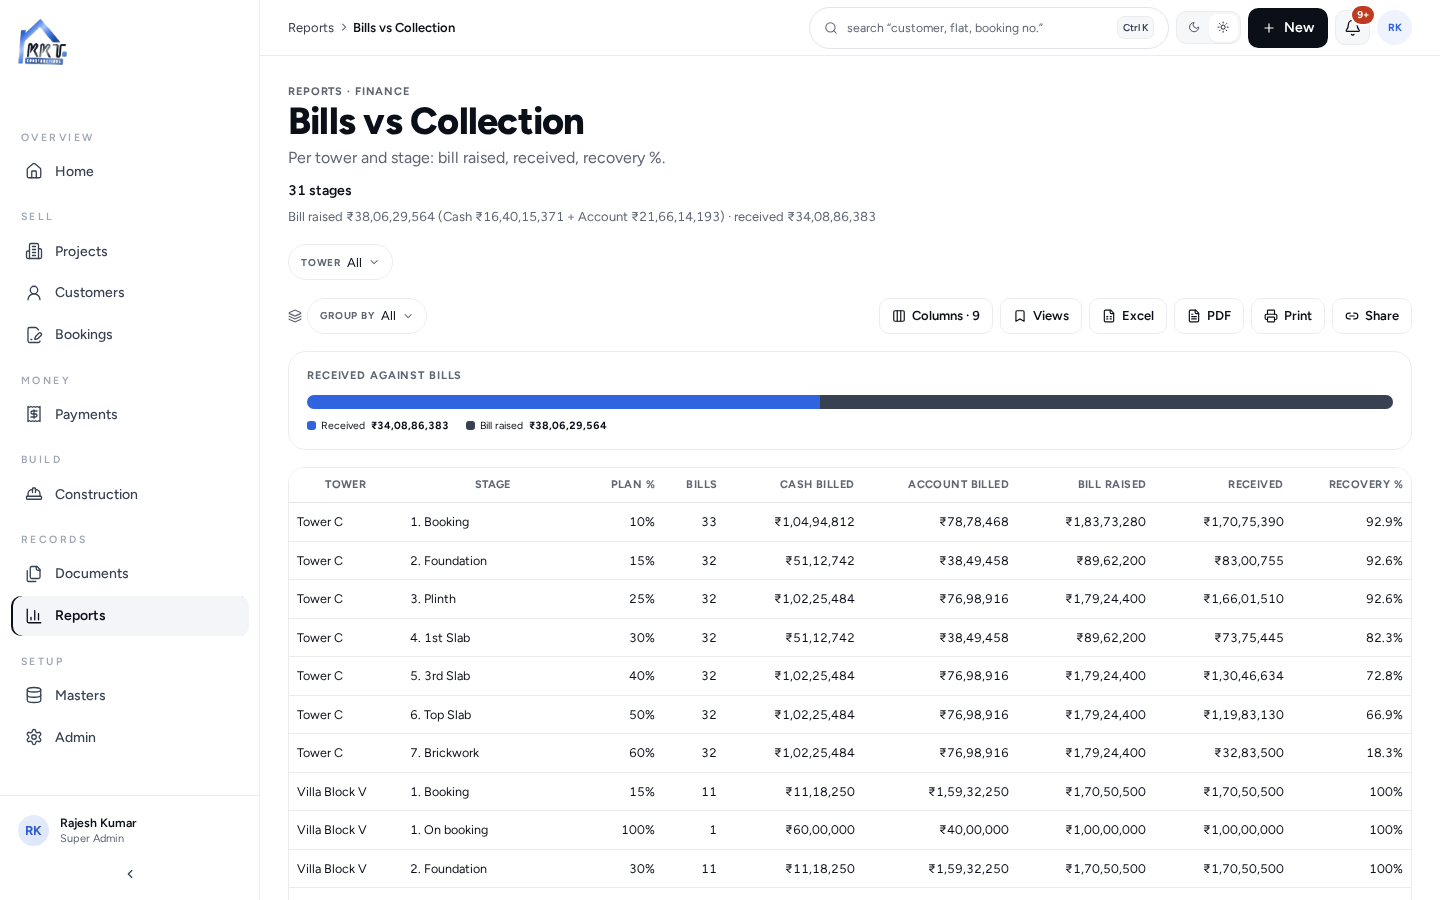 RKT
CONSTRUCTIONS
Reports > Bills vs Collection
search “customer, flat, booking no.”
Ctrl K
New
9+
RK
OVERVIEW
Home
SELL
Projects
Customers
Bookings
MONEY
Payments
BUILD
Construction
RECORDS
Documents
Reports
SETUP
Masters
Admin
RK
Rajesh Kumar
Super Admin
REPORTS · FINANCE
Bills vs Collection
Per tower and stage: bill raised, received, recovery %.
31 stages
Bill raised ₹38,06,29,564 (Cash ₹16,40,15,371 + Account ₹21,66,14,193) · received ₹34,08,86,383
TOWER All
GROUP BY All
Columns · 9
Views
Excel
PDF
Print
Share
RECEIVED AGAINST BILLS
Received ₹34,08,86,383 Bill raised ₹38,06,29,564
TOWER STAGE PLAN % BILLS CASH BILLED ACCOUNT BILLED BILL RAISED RECEIVED RECOVERY %
Tower C 1. Booking 10% 33 ₹1,04,94,812 ₹78,78,468 ₹1,83,73,280 ₹1,70,75,390 92.9%
Tower C 2. Foundation 15% 32 ₹51,12,742 ₹38,49,458 ₹89,62,200 ₹83,00,755 92.6%
Tower C 3. Plinth 25% 32 ₹1,02,25,484 ₹76,98,916 ₹1,79,24,400 ₹1,66,01,510 92.6%
Tower C 4. 1st Slab 30% 32 ₹51,12,742 ₹38,49,458 ₹89,62,200 ₹73,75,445 82.3%
Tower C 5. 3rd Slab 40% 32 ₹1,02,25,484 ₹76,98,916 ₹1,79,24,400 ₹1,30,46,634 72.8%
Tower C 6. Top Slab 50% 32 ₹1,02,25,484 ₹76,98,916 ₹1,79,24,400 ₹1,19,83,130 66.9%
Tower C 7. Brickwork 60% 32 ₹1,02,25,484 ₹76,98,916 ₹1,79,24,400 ₹32,83,500 18.3%
Villa Block V 1. Booking 15% 11 ₹11,18,250 ₹1,59,32,250 ₹1,70,50,500 ₹1,70,50,500 100%
Villa Block V 1. On booking 100% 1 ₹60,00,000 ₹40,00,000 ₹1,00,00,000 ₹1,00,00,000 100%
Villa Block V 2. Foundation 30% 11 ₹11,18,250 ₹1,59,32,250 ₹1,70,50,500 ₹1,70,50,500 100%